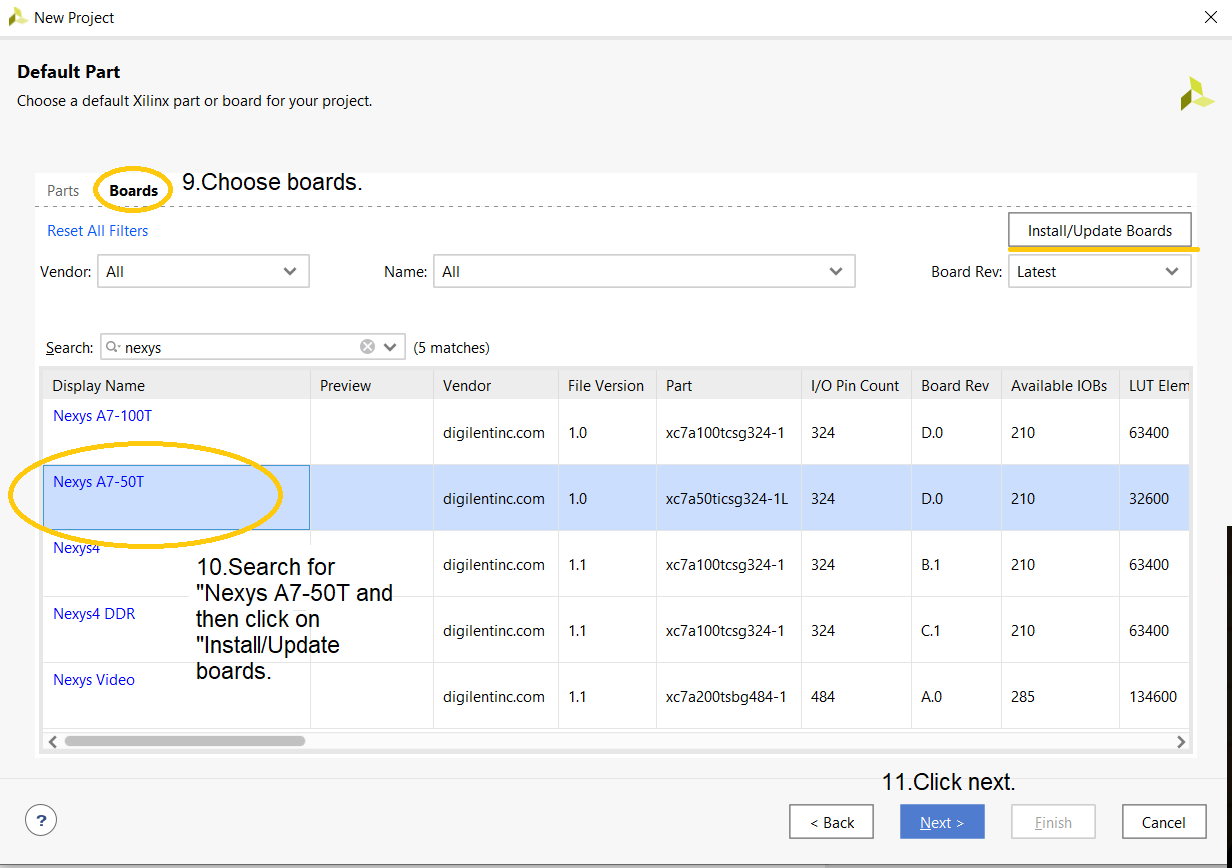 New Project
Default Part
Choose a default Xilinx part or board for your project.
Parts Boards 9.Choose boards.
Reset All Filters Install/Update Boards
Vendor: All Name: All Board Rev: Latest
Search: nexys (5 matches)
Display Name Preview Vendor File Version Part I/O Pin Count Board Rev Available IOBs LUT Elem
Nexys A7-100T digilentinc.com 1.0 xc7a100tcsg324-1 324 D.0 210 63400
Nexys A7-50T digilentinc.com 1.0 xc7a50ticsg324-1L 324 D.0 210 32600
Nexys4 digilentinc.com 1.1 xc7a100tcsg324-1 324 B.1 210 63400
Nexys4 DDR digilentinc.com 1.1 xc7a100tcsg324-1 324 C.1 210 63400
Nexys Video digilentinc.com 1.1 xc7a200tsbg484-1 484 A.0 285 134600
10.Search for
"Nexys A7-50T and
then click on
"Install/Update
boards.
11.Click next.
? < Back Next > Finish Cancel